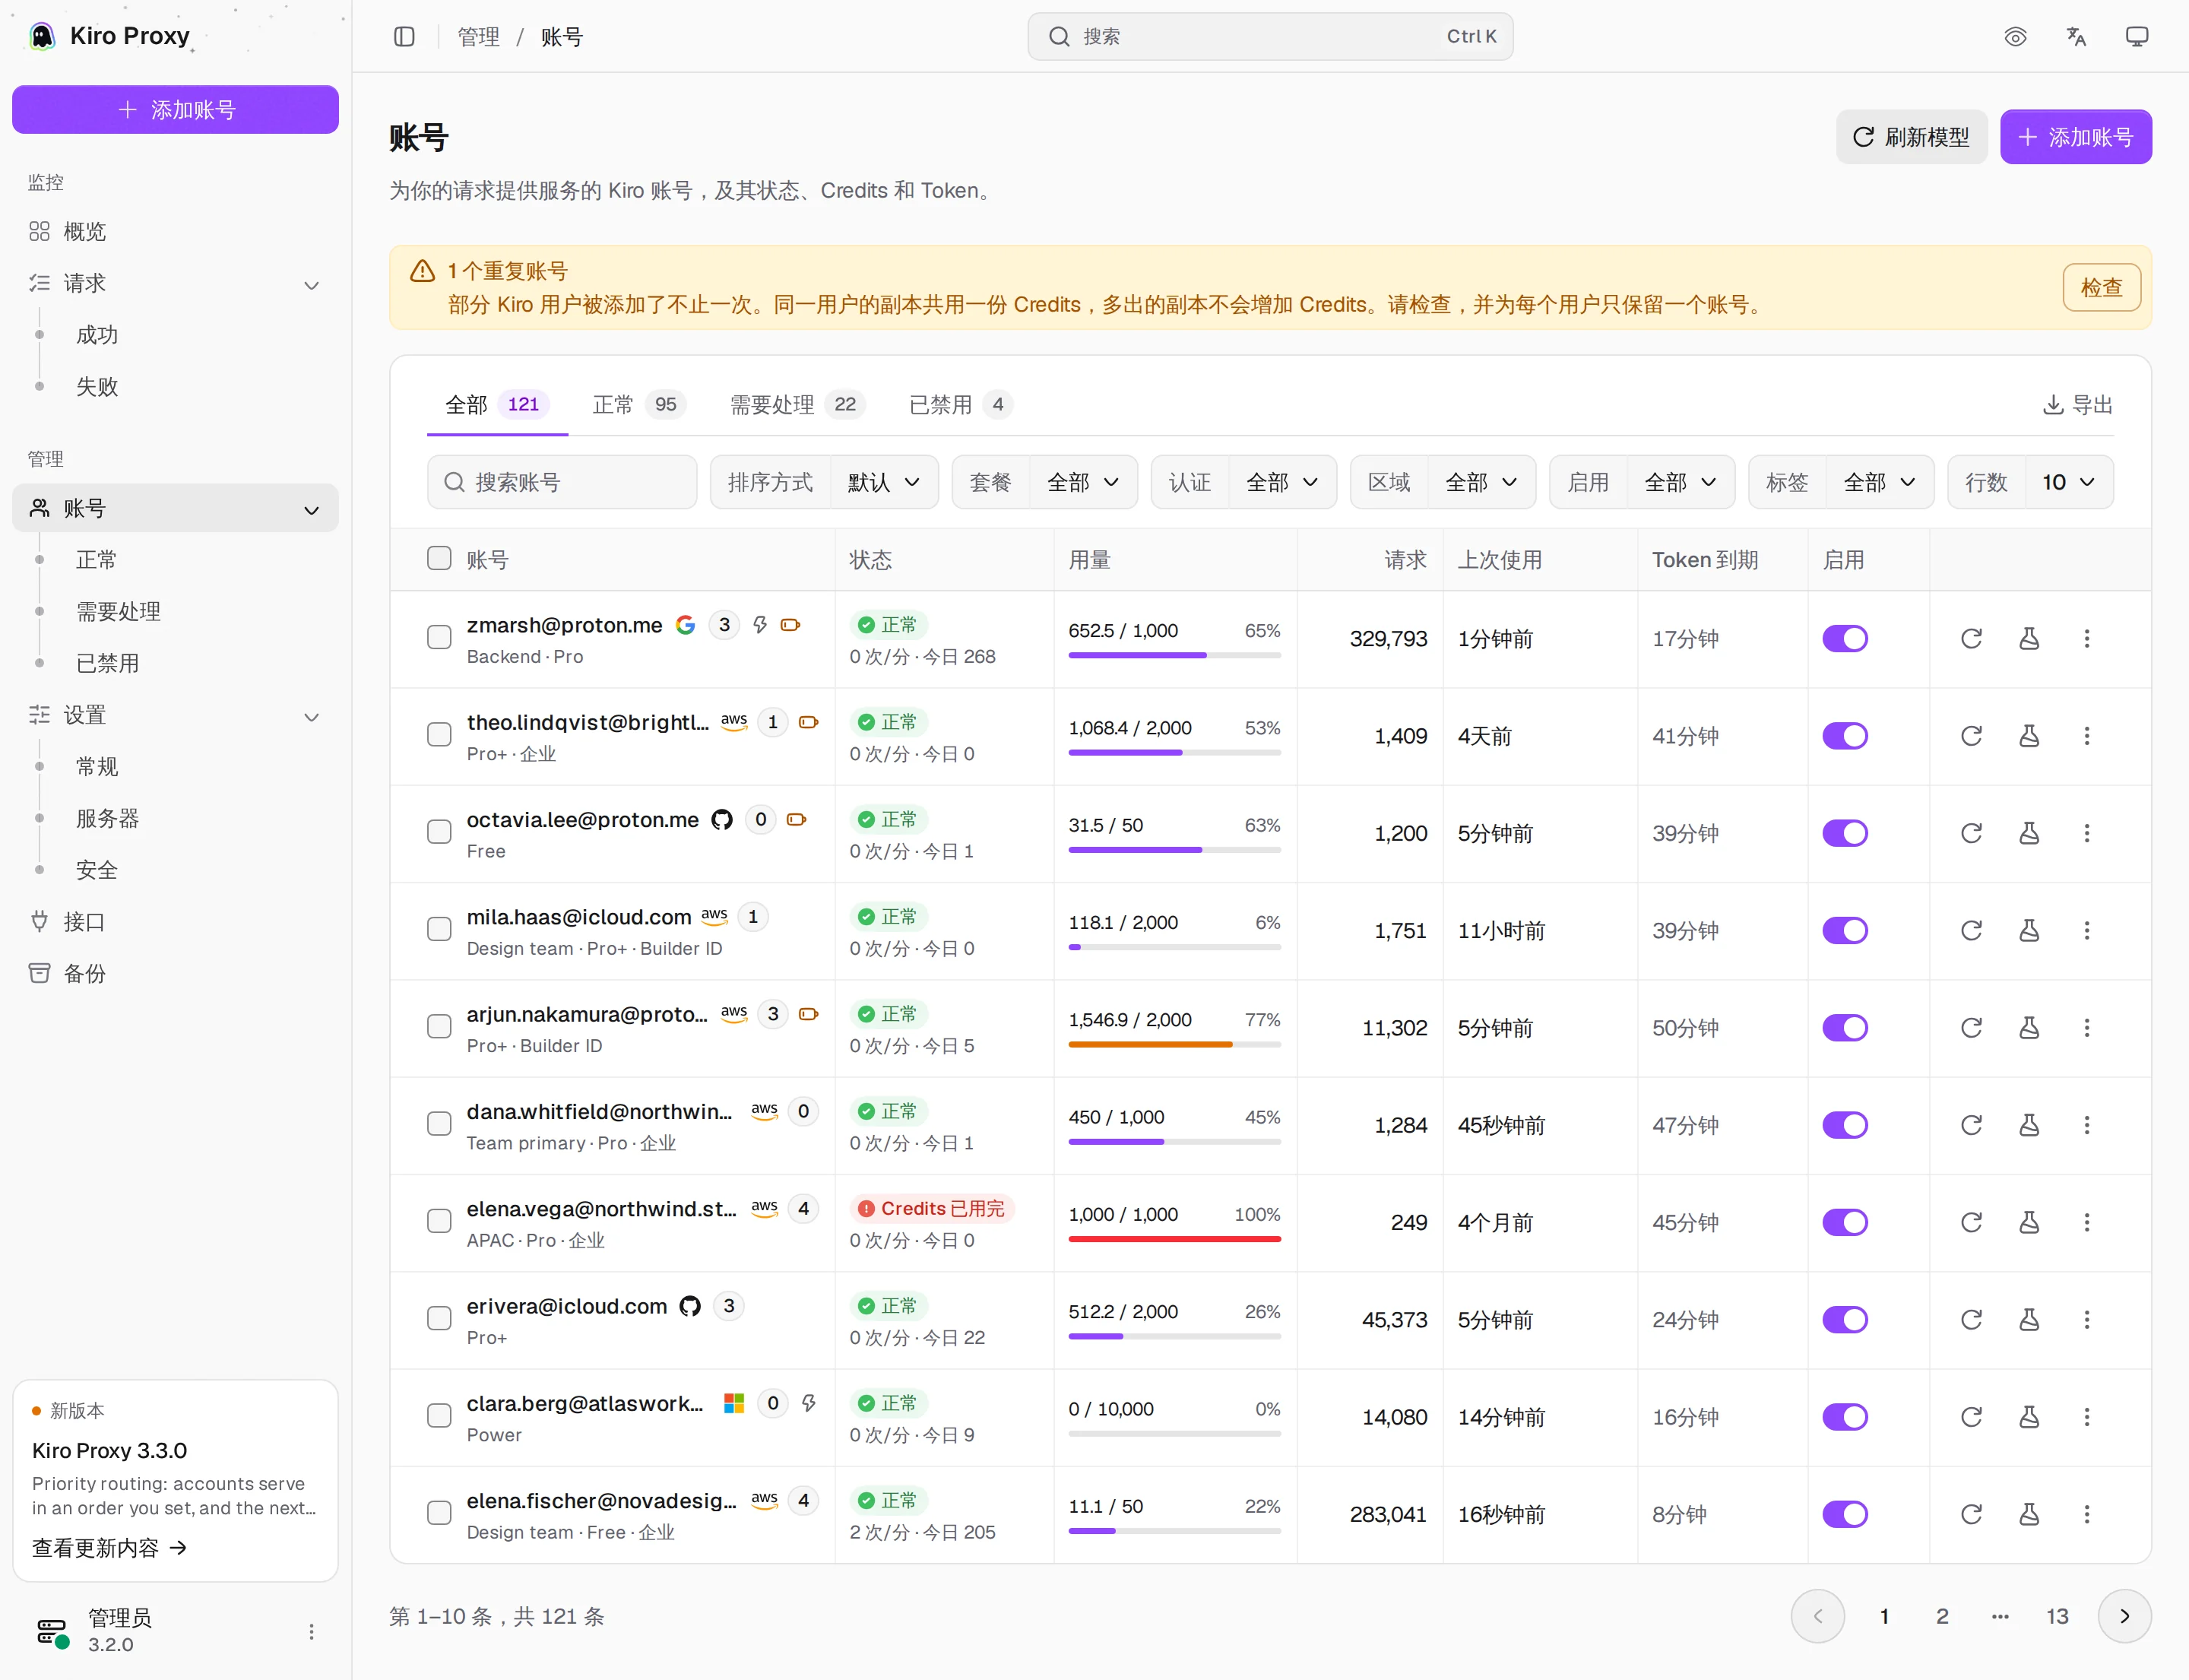 Kiro Proxy
添加账号
监控
概览
请求
成功
失败
管理
账号
正常
需要处理
已禁用
设置
常规
服务器
安全
接口
备份
新版本
Kiro Proxy 3.3.0
Priority routing: accounts serve
in an order you set, and the next...
查看更新内容
管理员
3.2.0
管理 / 账号
搜索 Ctrl K
账号
刷新模型
添加账号
为你的请求提供服务的 Kiro 账号，及其状态、Credits 和 Token。
1 个重复账号
部分 Kiro 用户被添加了不止一次。同一用户的副本共用一份 Credits，多出的副本不会增加 Credits。请检查，并为每个用户只保留一个账号。
检查
全部 121 正常 95 需要处理 22 已禁用 4
导出
搜索账号 排序方式 默认 套餐 全部 认证 全部 区域 全部 启用 全部 标签 全部 行数 10
账号 状态 用量 请求 上次使用 Token 到期 启用
zmarsh@proton.me 3 正常 652.5 / 1,000 65% 329,793 1分钟前 17分钟
Backend · Pro 0 次/分 · 今日 268
theo.lindqvist@brightl... aws 1 正常 1,068.4 / 2,000 53% 1,409 4天前 41分钟
Pro+ · 企业 0 次/分 · 今日 0
octavia.lee@proton.me 0 正常 31.5 / 50 63% 1,200 5分钟前 39分钟
Free 0 次/分 · 今日 1
mila.haas@icloud.com aws 1 正常 118.1 / 2,000 6% 1,751 11小时前 39分钟
Design team · Pro+ · Builder ID 0 次/分 · 今日 0
arjun.nakamura@proto... aws 3 正常 1,546.9 / 2,000 77% 11,302 5分钟前 50分钟
Pro+ · Builder ID 0 次/分 · 今日 5
dana.whitfield@northwin... aws 0 正常 450 / 1,000 45% 1,284 45秒钟前 47分钟
Team primary · Pro · 企业 0 次/分 · 今日 1
elena.vega@northwind.st... aws 4 Credits 已用完 1,000 / 1,000 100% 249 4个月前 45分钟
APAC · Pro · 企业 0 次/分 · 今日 0
erivera@icloud.com 3 正常 512.2 / 2,000 26% 45,373 5分钟前 24分钟
Pro+ 0 次/分 · 今日 22
clara.berg@atlaswork... 0 正常 0 / 10,000 0% 14,080 14分钟前 16分钟
Power 0 次/分 · 今日 9
elena.fischer@novadesig... aws 4 正常 11.1 / 50 22% 283,041 16秒钟前 8分钟
Design team · Free · 企业 2 次/分 · 今日 205
第 1–10 条，共 121 条
1 2 ··· 13